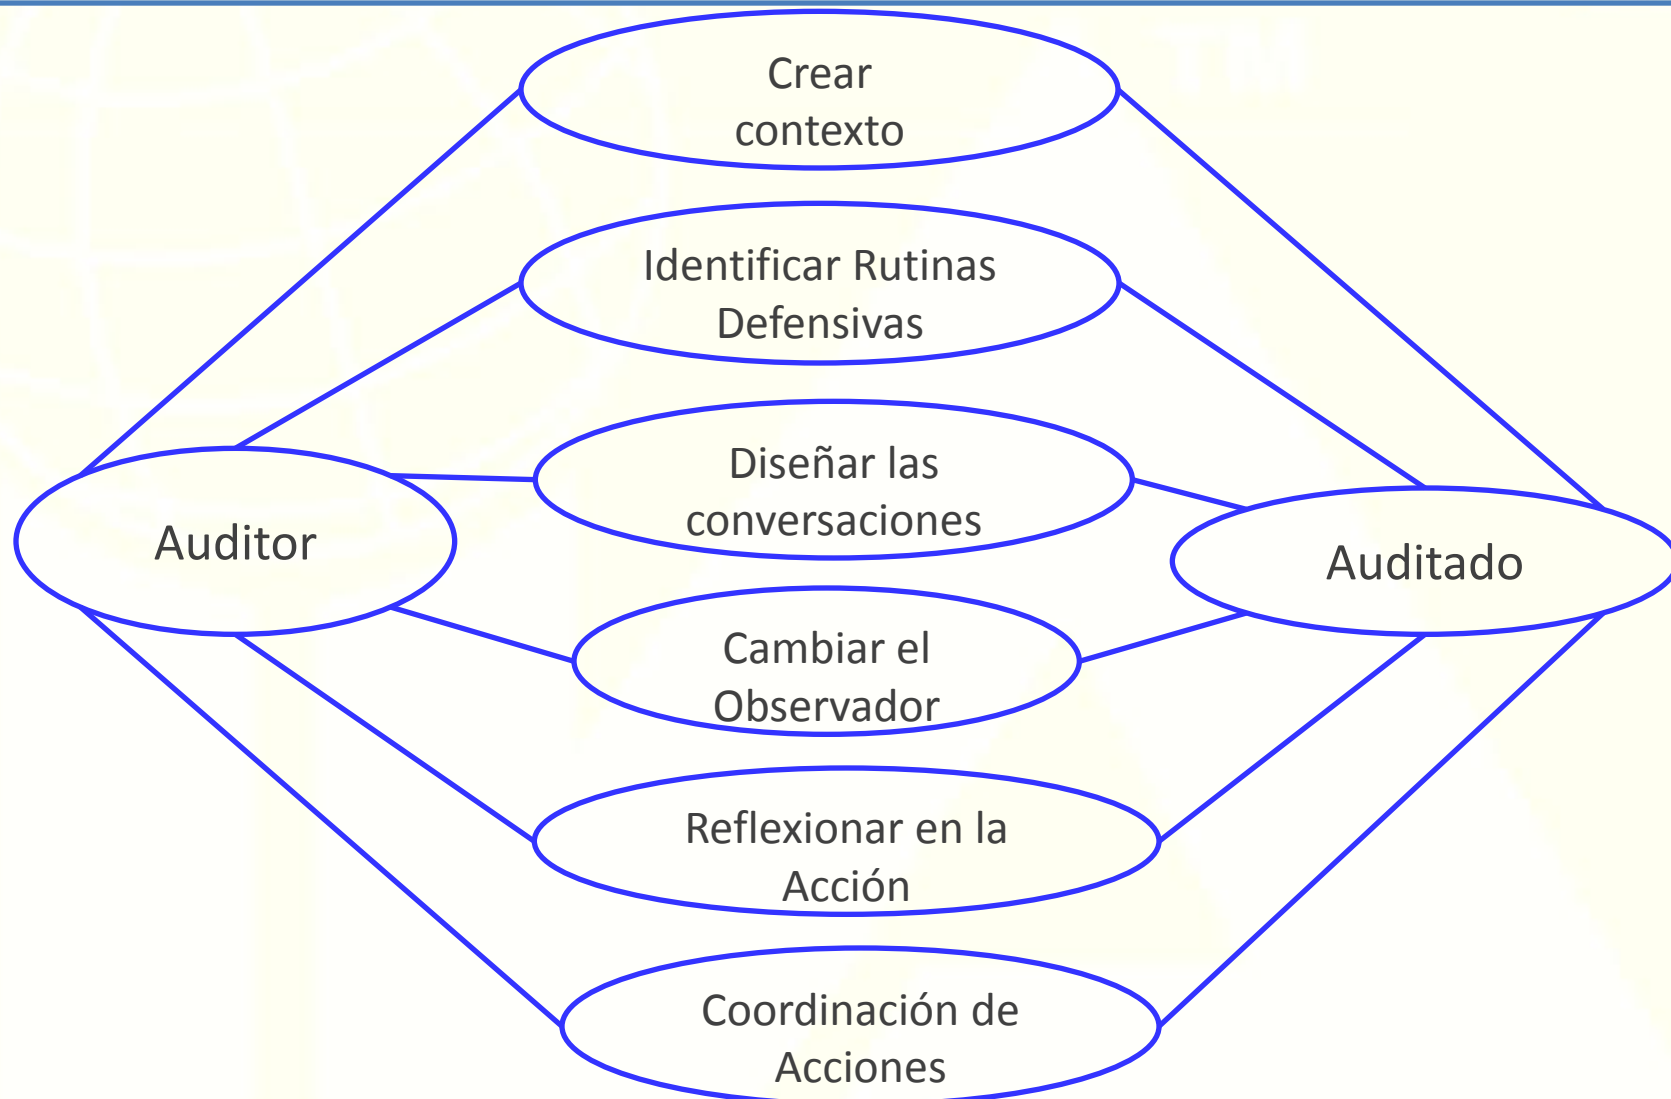 Crear
contexto
Identificar Rutinas
Defensivas
Diseñar las
conversaciones
Auditor
Auditado
Cambiar el
Observador
Reflexionar en la
Acción
Coordinación de
Acciones